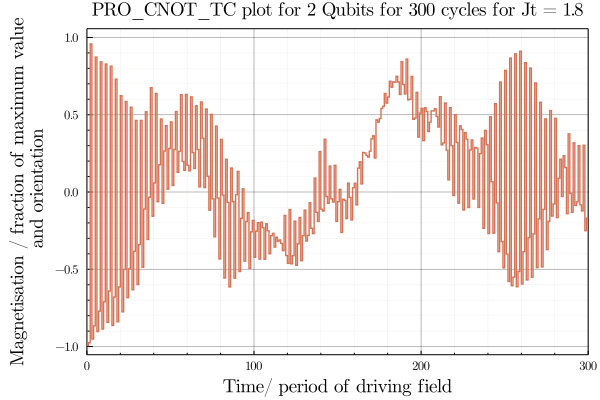 PRO_CNOT_TC plot for 2 Qubits for 300 cycles for Jt = 1.8
Magnetisation / fraction of maximum value
and orientation
1.0
0.5
0.0
−0.5
−1.0
0
100
200
300
Time/ period of driving field